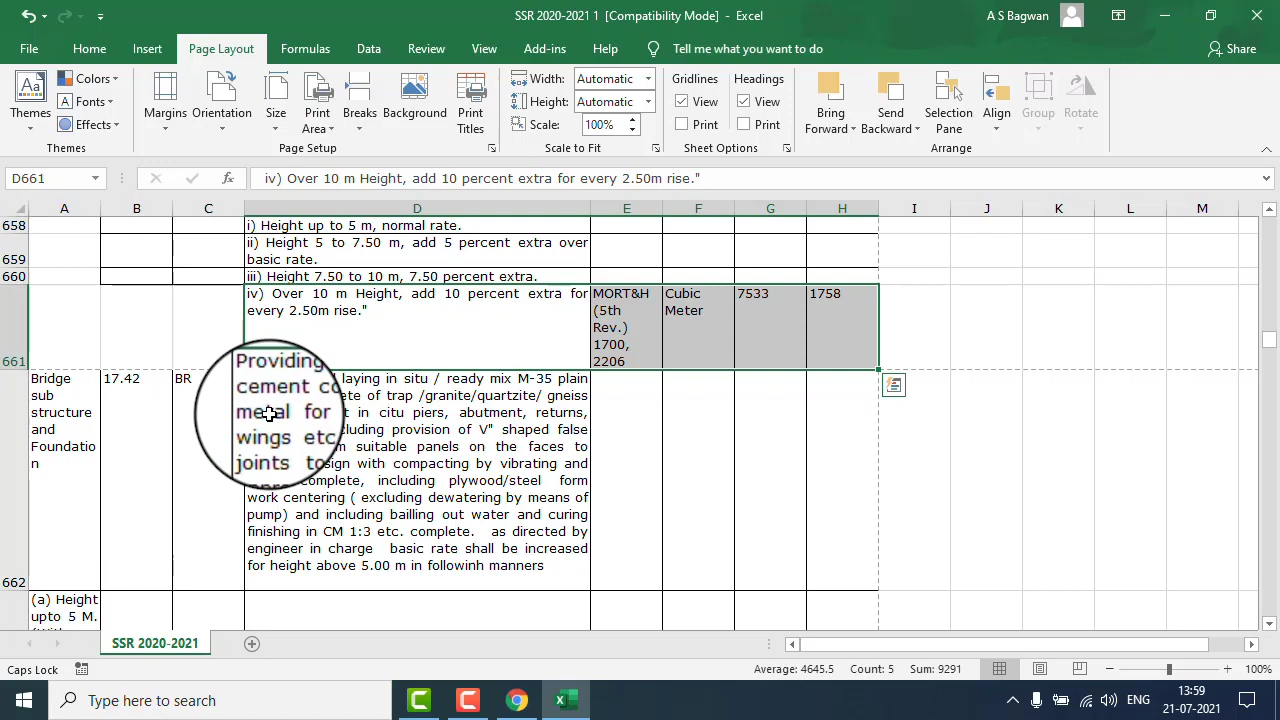 SSR 2020-2021 1 [Compatibility Mode] - Excel
A S Bagwan
File Home Insert Page Layout Formulas Data Review View Add-ins Help Tell me what you want to do Share
Themes
Colors
Fonts
Effects
Themes
Margins
Orientation
Size
Print Area
Breaks
Background
Print Titles
Page Setup
Width: Automatic
Height: Automatic
Scale: 100%
Scale to Fit
Gridlines
View
Print
Headings
View
Print
Sheet Options
Bring Forward
Send Backward
Selection Pane
Align
Group
Rotate
Arrange
D661
fx
iv) Over 10 m Height, add 10 percent extra for every 2.50m rise."
A B C D E F G H I J K L M
658
i) Height up to 5 m, normal rate.
659
ii) Height 5 to 7.50 m, add 5 percent extra over
basic rate.
660
iii) Height 7.50 to 10 m, 7.50 percent extra.
661
iv) Over 10 m Height, add 10 percent extra for
every 2.50m rise."
MORT&H
(5th
Rev.)
1700,
2206
Cubic
Meter
7533
1758
662
Bridge
sub
structure
and
Foundatio
n
17.42
BR
Providing
cement co
metal for
wings etc
joints to
laying in situ / ready mix M-35 plain
of trap /granite/quartzite/ gneiss
in citu piers, abutment, returns,
provision of V" shaped false
suitable panels on the faces to
with compacting by vibrating and
complete, including plywood/steel form
work centering ( excluding dewatering by means of
pump) and including bailling out water and curing
finishing in CM 1:3 etc. complete. as directed by
engineer in charge basic rate shall be increased
for height above 5.00 m in followinh manners
(a) Height
upto 5 M.
SSR 2020-2021
Caps Lock
Average: 4645.5 Count: 5 Sum: 9291
100%
Type here to search
ENG
13:59
21-07-2021